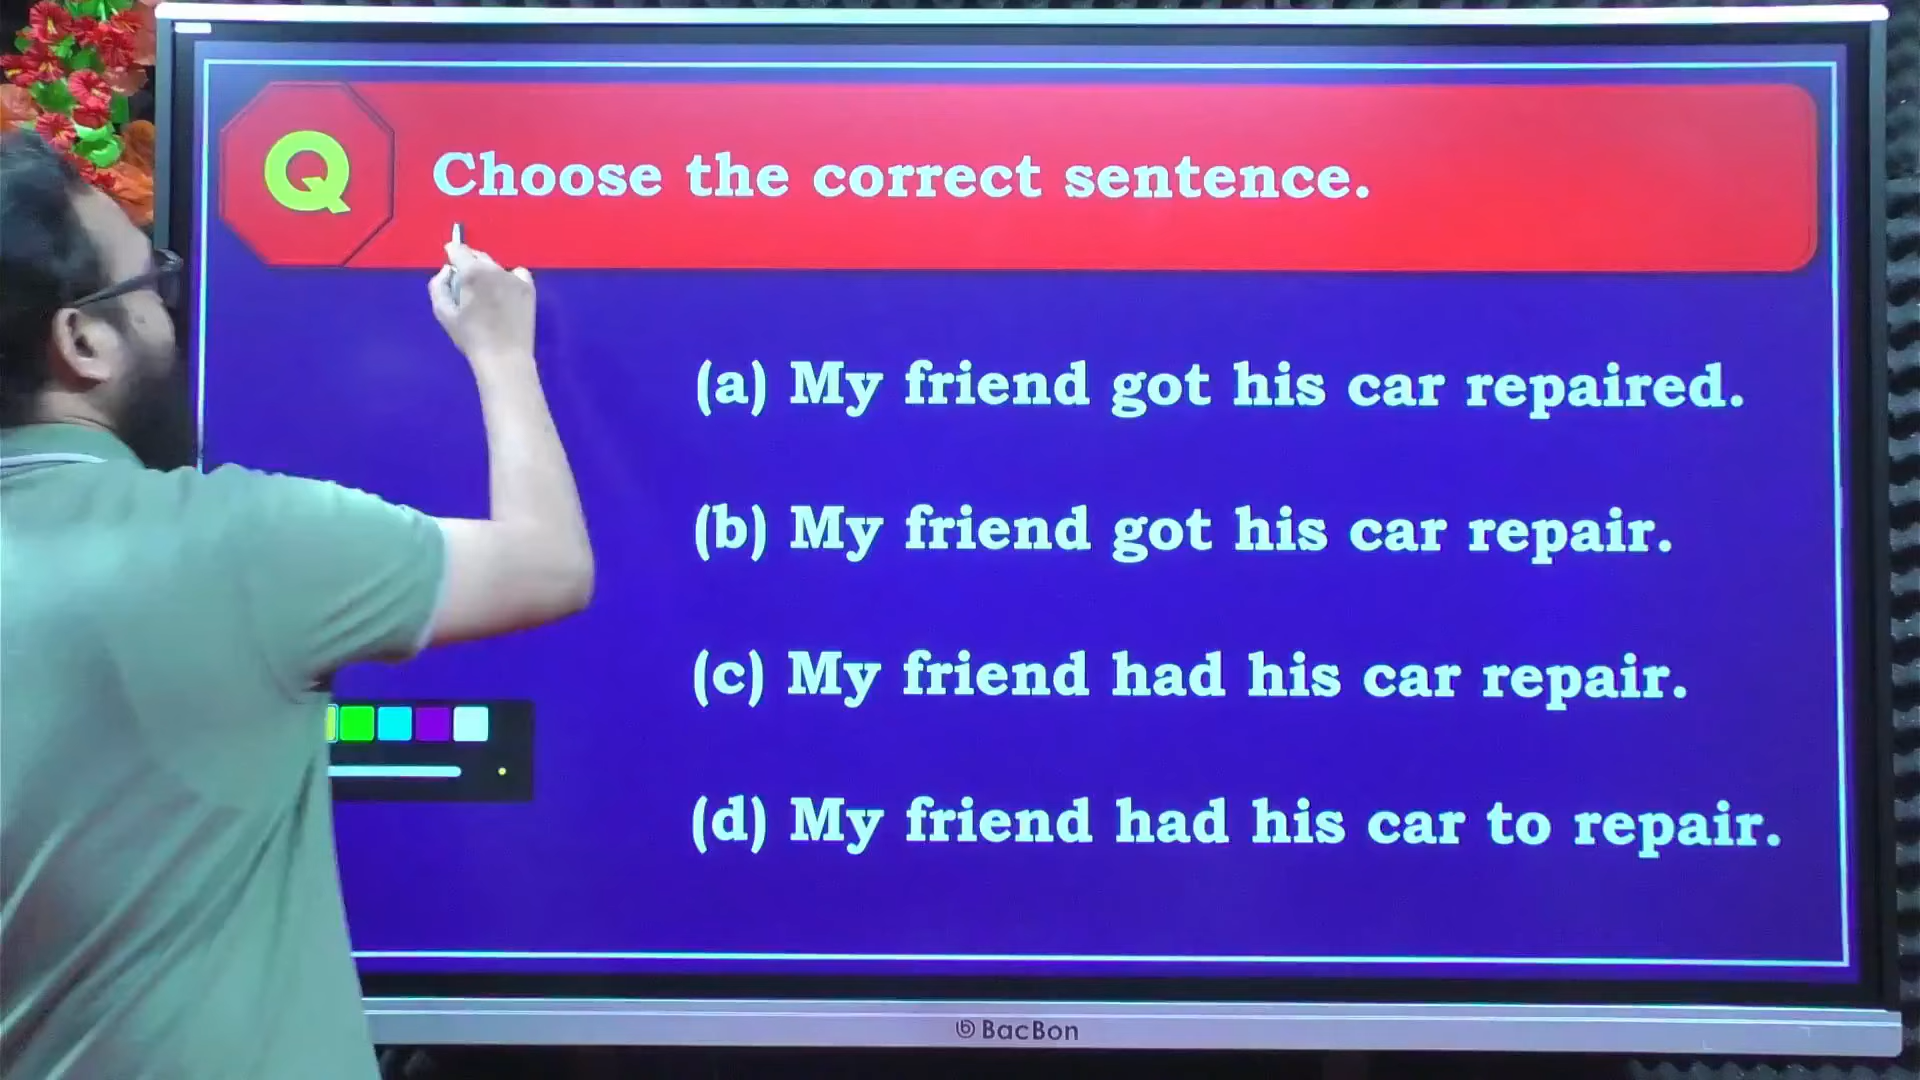 Q
Choose the correct sentence.
(a) My friend got his car repaired.
(b) My friend got his car repair.
(c) My friend had his car repair.
(d) My friend had his car to repair.
BacBon